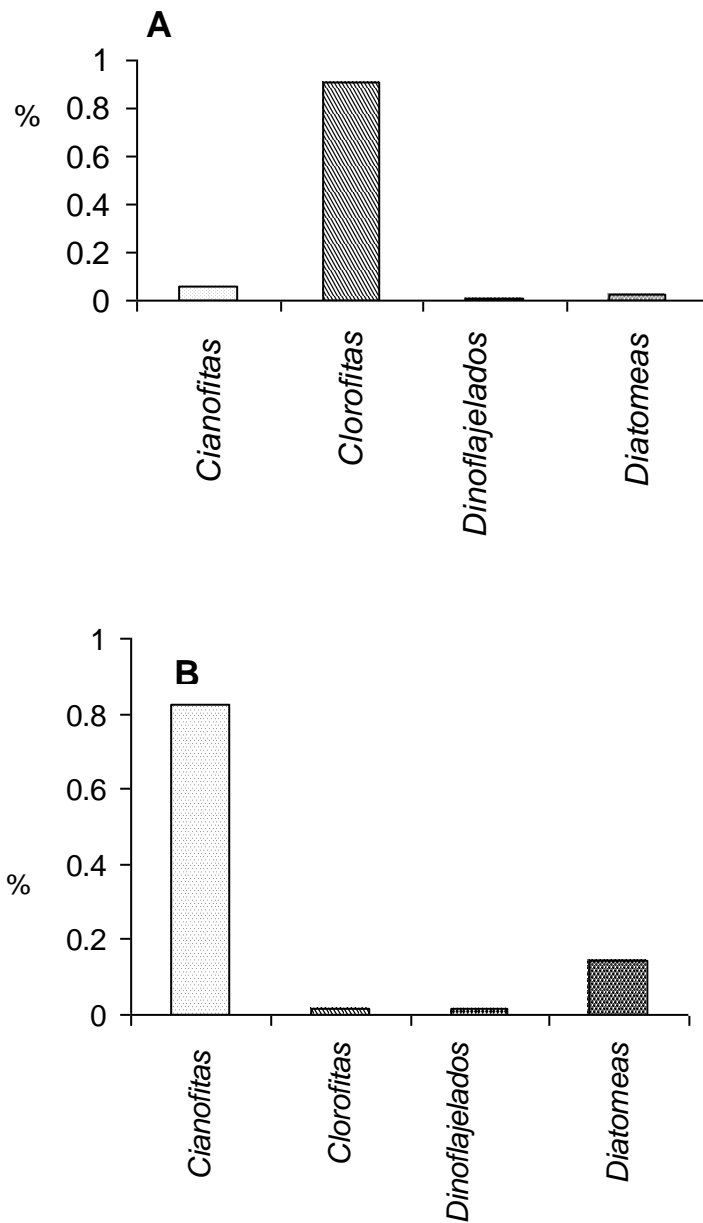 A
%
1
0.8
0.6
0.4
0.2
0
Cianofitas
Clorofitas
Dinoflajelados
Diatomeas
B
%
1
0.8
0.6
0.4
0.2
0
Cianofitas
Clorofitas
Dinoflajelados
Diatomeas